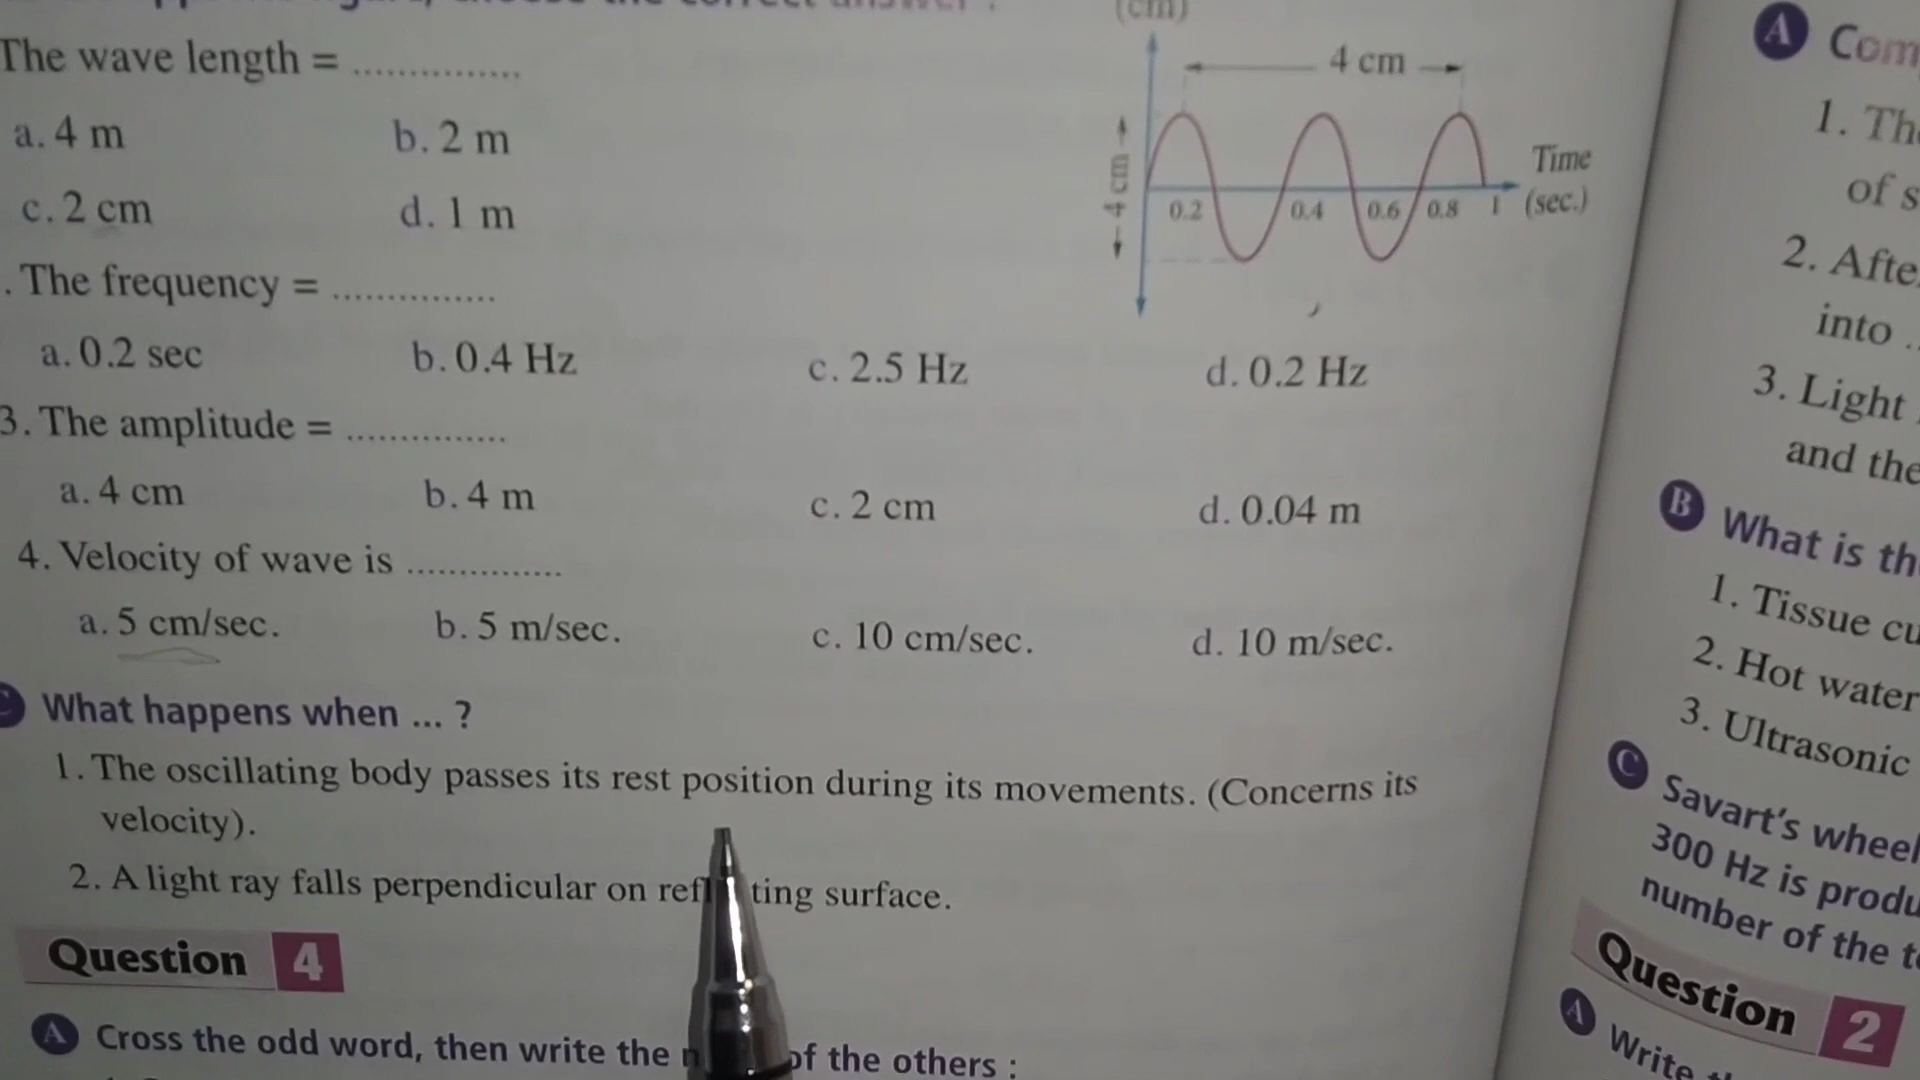 correct answer :
The wave length = ...............
a. 4 m b. 2 m
c. 2 cm d. 1 m
. The frequency = ...............
a. 0.2 sec b. 0.4 Hz c. 2.5 Hz d. 0.2 Hz
3. The amplitude = ...............
a. 4 cm b. 4 m c. 2 cm d. 0.04 m
4. Velocity of wave is ...............
a. 5 cm/sec. b. 5 m/sec. c. 10 cm/sec. d. 10 m/sec.
What happens when ... ?
1. The oscillating body passes its rest position during its movements. (Concerns its
velocity).
2. A light ray falls perpendicular on refl ting surface.
Question 4
A Cross the odd word, then write the of the others :
(cm)
4 cm
4 cm
0.2 0.4 0.6 0.8 1
Time
(sec.)
A Com
1. Th
of s
2. Afte
into ..
3. Light
and the
B What is th
1. Tissue cu
2. Hot water
3. Ultrasonic
C Savart's wheel
300 Hz is produ
number of the t
Question 2
A Write